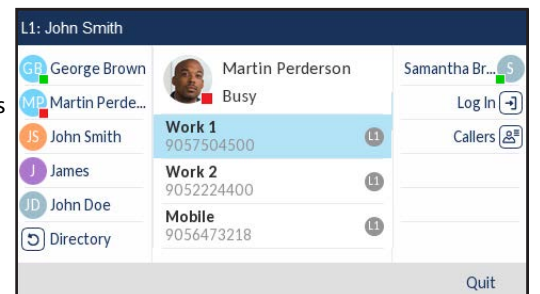 L1: John Smith
GB George Brown
MP Martin Perde...
JS John Smith
J James
JD John Doe
Directory
Martin Perderson
Busy
Work 1
9057504500 L1
Work 2
9052224400 L1
Mobile
9056473218 L1
Samantha Br... S
Log In
Callers
Quit
s